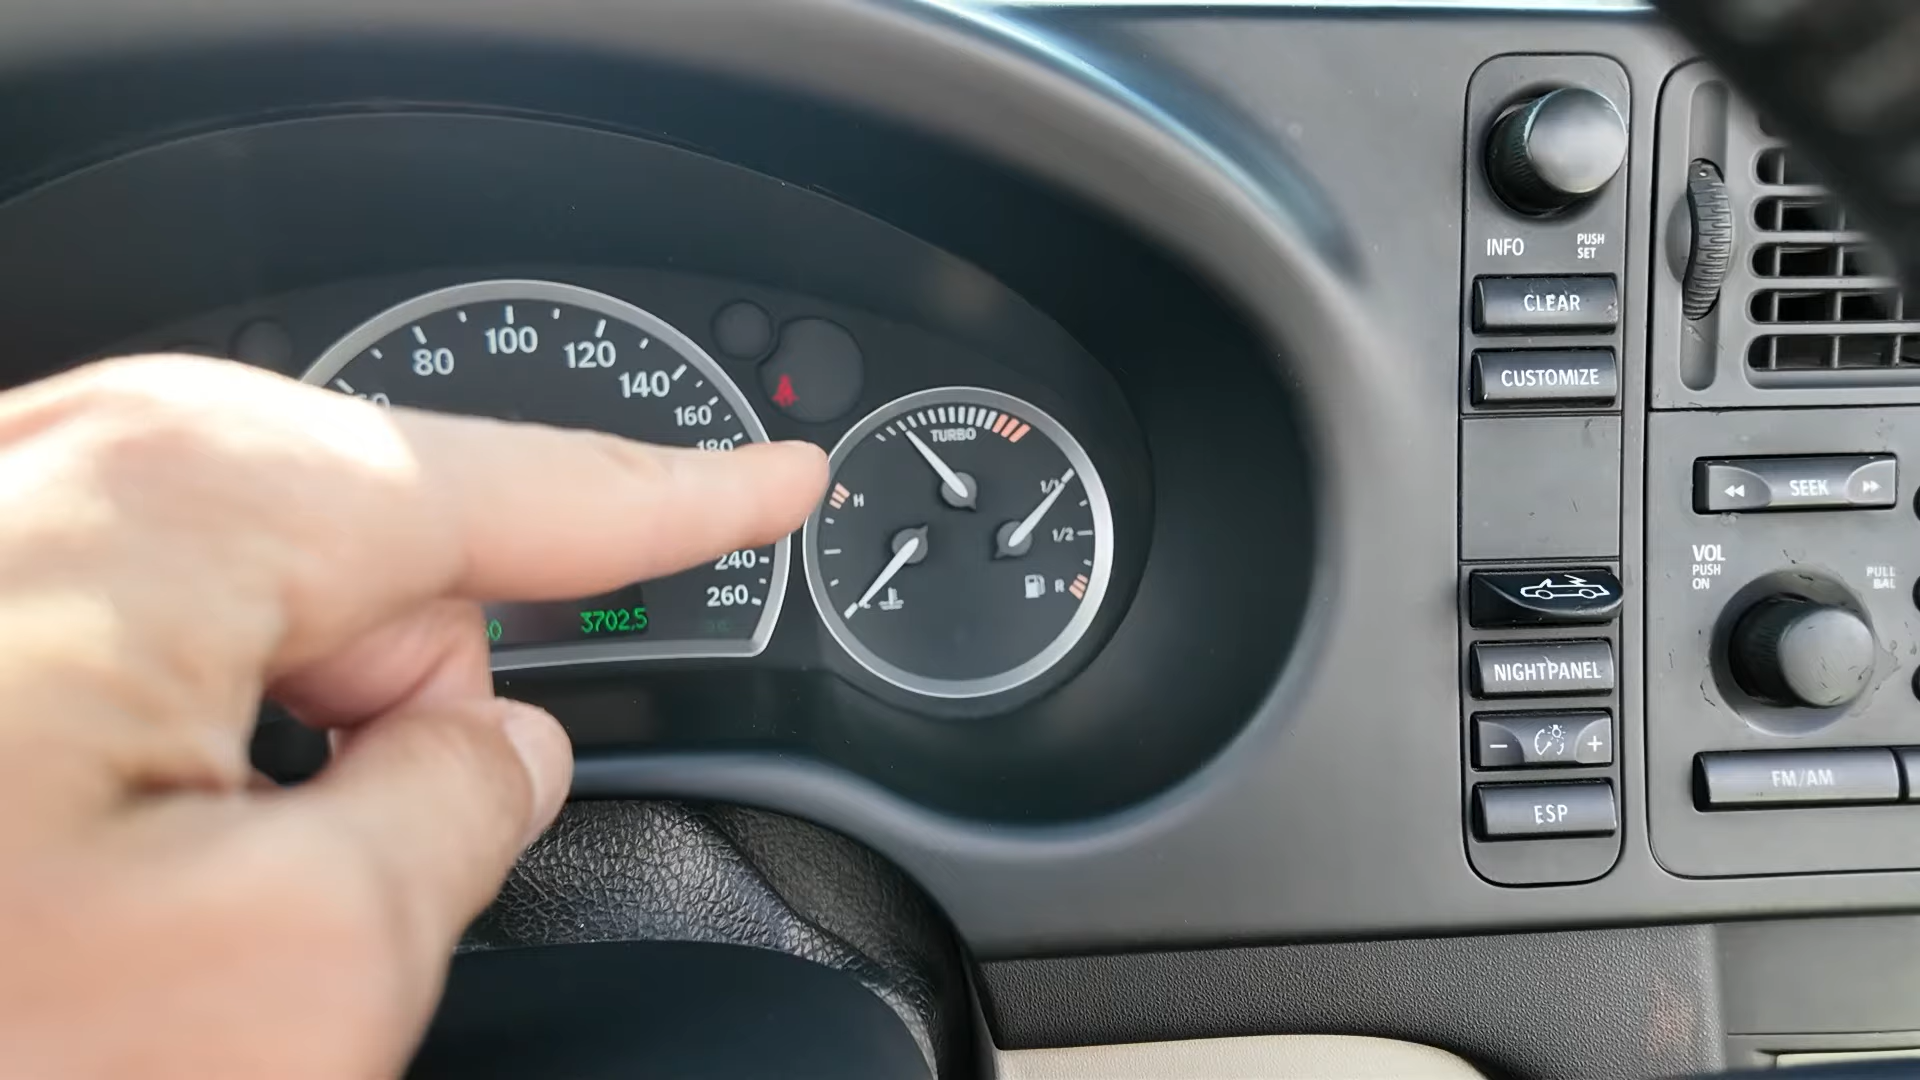 80
100
120
140
160
180
240
260
3702,5
TURBO
H
1/1
1/2
R
INFO
PUSH
SET
CLEAR
CUSTOMIZE
NIGHTPANEL
- +
ESP
SEEK
VOL
PUSH
ON
PULL
BAL
FM/AM